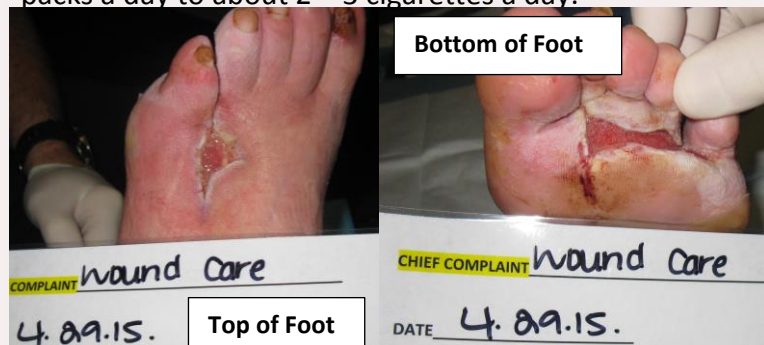 packs a day to about 2 – 3 cigarettes a day.
Bottom of Foot
COMPLAINT Wound Care
4.29.15.
Top of Foot
CHIEF COMPLAINT Wound Care
DATE 4.29.15.